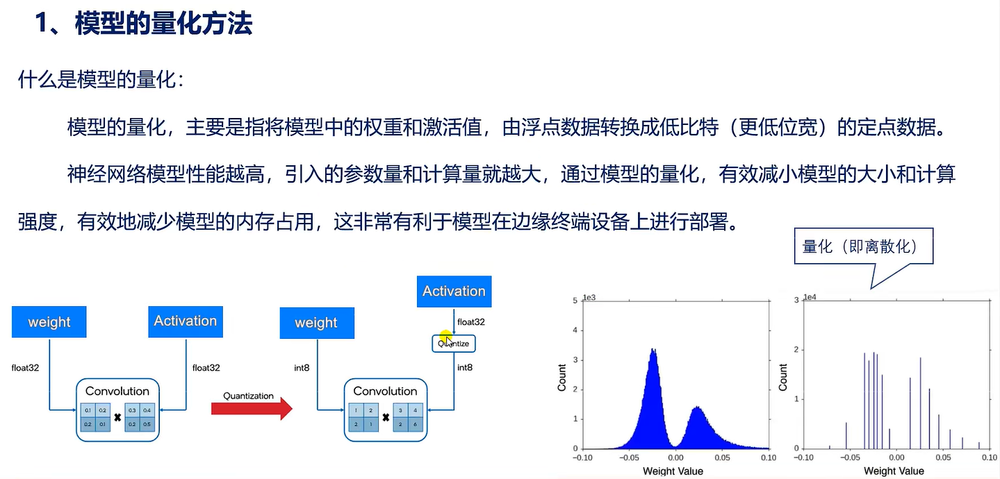 1、模型的量化方法
什么是模型的量化：
模型的量化，主要是指将模型中的权重和激活值，由浮点数据转换成低比特（更低位宽）的定点数据。
神经网络模型性能越高，引入的参数量和计算量就越大，通过模型的量化，有效减小模型的大小和计算
强度，有效地减少模型的内存占用，这非常有利于模型在边缘终端设备上进行部署。
量化（即离散化）
weight
Activation
float32
float32
Convolution
0.1 0.2
0.2 0.1
×
0.3 0.4
0.2 0.5
Quantization
weight
Activation
float32
Quantize
int8
int8
Convolution
1 2
2 1
×
3 4
2 6
1e3
5
4
3
2
1
0
Count
-0.10 -0.05 0.00 0.05 0.10
Weight Value
1e4
3
2
1
0
Count
-0.10 -0.05 0.00 0.05 0.10
Weight Value